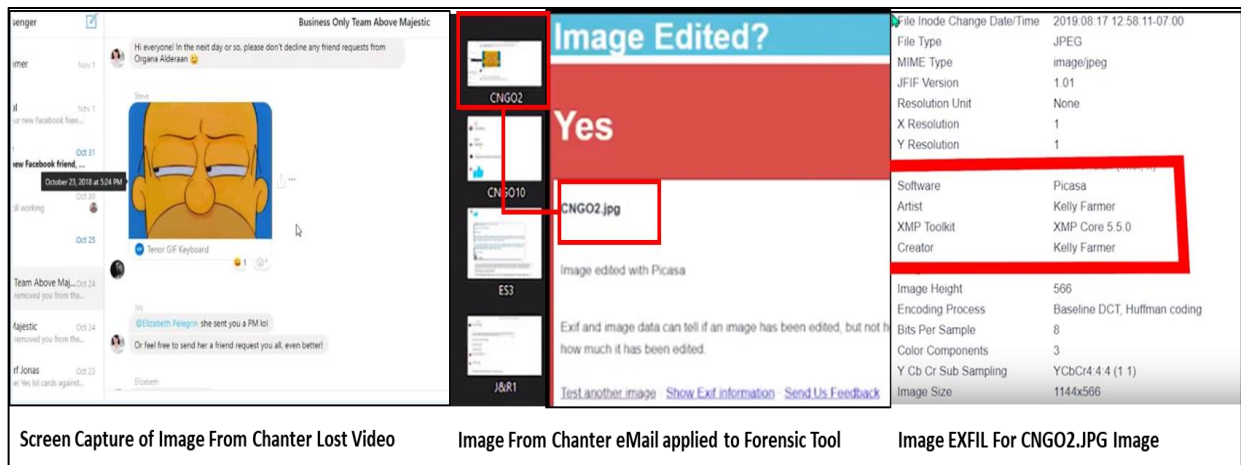 senger
Business Only Team Above Majestic
mer
Nov 1
Hi everyone! In the next day or so, please don't decline any friend requests from
Organa Alderaan
Steve
al
Nov 1
ur new Facebook frien...
Oct 31
new Facebook friend, ...
October 23, 2018 at 5:24 PM
Oct 30
ill working
Oct 25
Tenor GIF Keyboard
1
Team Above Maj...Oct 24
removed you from the...
@Elizabeth Pelegrin she sent you a PM lol
Majestic
Oct 24
removed you from the...
Or feel free to send her a friend request you all, even better!
rf Jonas
Oct 23
Yes lol cards against...
Elizabeth
CNGO2
CNGO10
ES3
J&R1
Image Edited?
Yes
CNGO2.jpg
Image edited with Picasa
Exif and image data can tell if an image has been edited, but not h
how much it has been edited.
Test another image · Show Exif information · Send Us Feedback
File Inode Change Date/Time 2019:08:17 12:58:11-07:00
File Type JPEG
MIME Type image/jpeg
JFIF Version 1.01
Resolution Unit None
X Resolution 1
Y Resolution 1
Software Picasa
Artist Kelly Farmer
XMP Toolkit XMP Core 5.5.0
Creator Kelly Farmer
Image Height 566
Encoding Process Baseline DCT, Huffman coding
Bits Per Sample 8
Color Components 3
Y Cb Cr Sub Sampling YCbCr4:4:4 (1 1)
Image Size 1144x566
Screen Capture of Image From Chanter Lost Video
Image From Chanter eMail applied to Forensic Tool
Image EXFIL For CNGO2.JPG Image